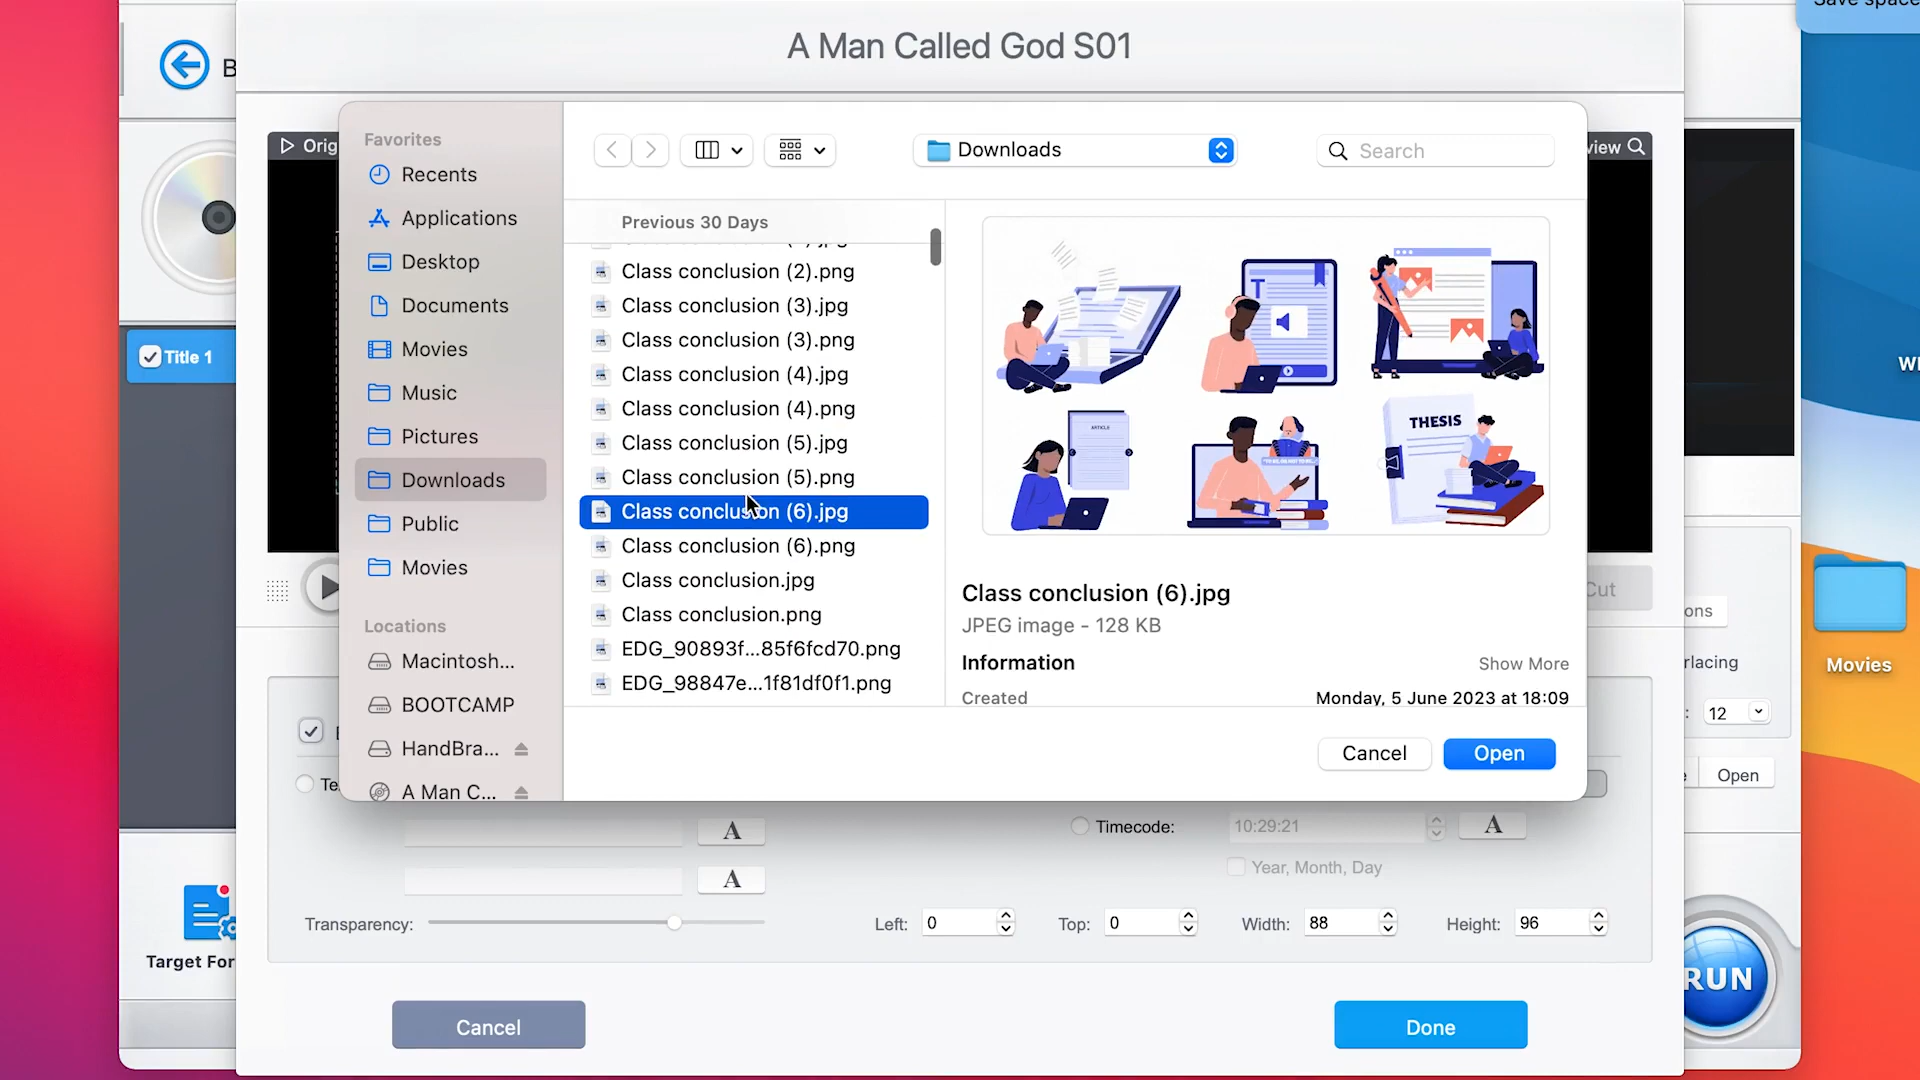 Save space
A Man Called God S01
B
Orig
view
Favorites
Recents
Applications
Desktop
Documents
Movies
Music
Pictures
Downloads
Public
Movies
Locations
Macintosh...
BOOTCAMP
HandBra...
A Man C...
Downloads
Search
Previous 30 Days
Class conclusion (2).png
Class conclusion (3).jpg
Class conclusion (3).png
Class conclusion (4).jpg
Class conclusion (4).png
Class conclusion (5).jpg
Class conclusion (5).png
Class conclusion (6).jpg
Class conclusion (6).png
Class conclusion.jpg
Class conclusion.png
EDG_90893f...85f6fcd70.png
EDG_98847e...1f81df0f1.png
T
ARTICLE
THESIS
Class conclusion (6).jpg
JPEG image - 128 KB
Information
Show More
Created
Monday, 5 June 2023 at 18:09
Cancel
Open
Title 1
Cut
ons
rlacing
: 12
e
Open
Movies
Te
A
Timecode:
10:29:21
A
A
Year, Month, Day
Transparency:
Left: 0
Top: 0
Width: 88
Height: 96
Target For
RUN
Cancel
Done